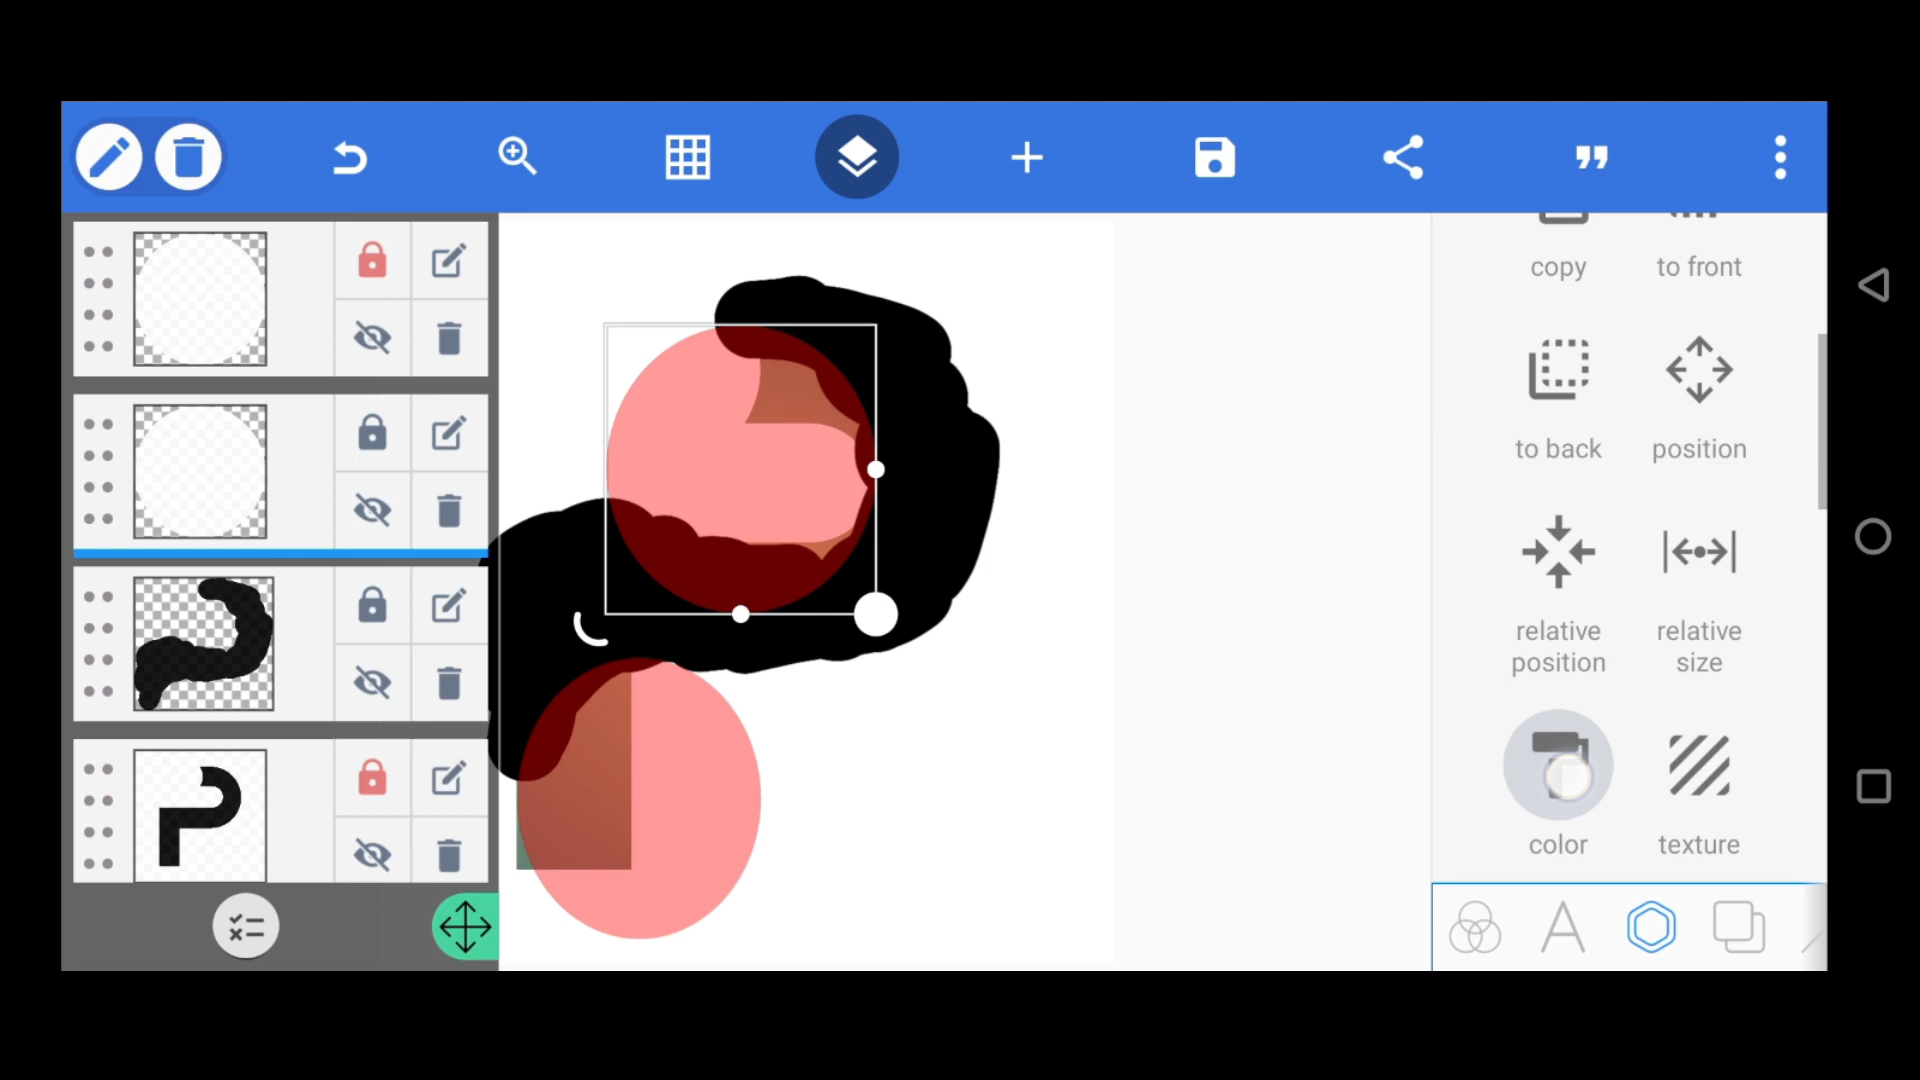 copy
to front
to back
position
relative
position
relative
size
color
texture